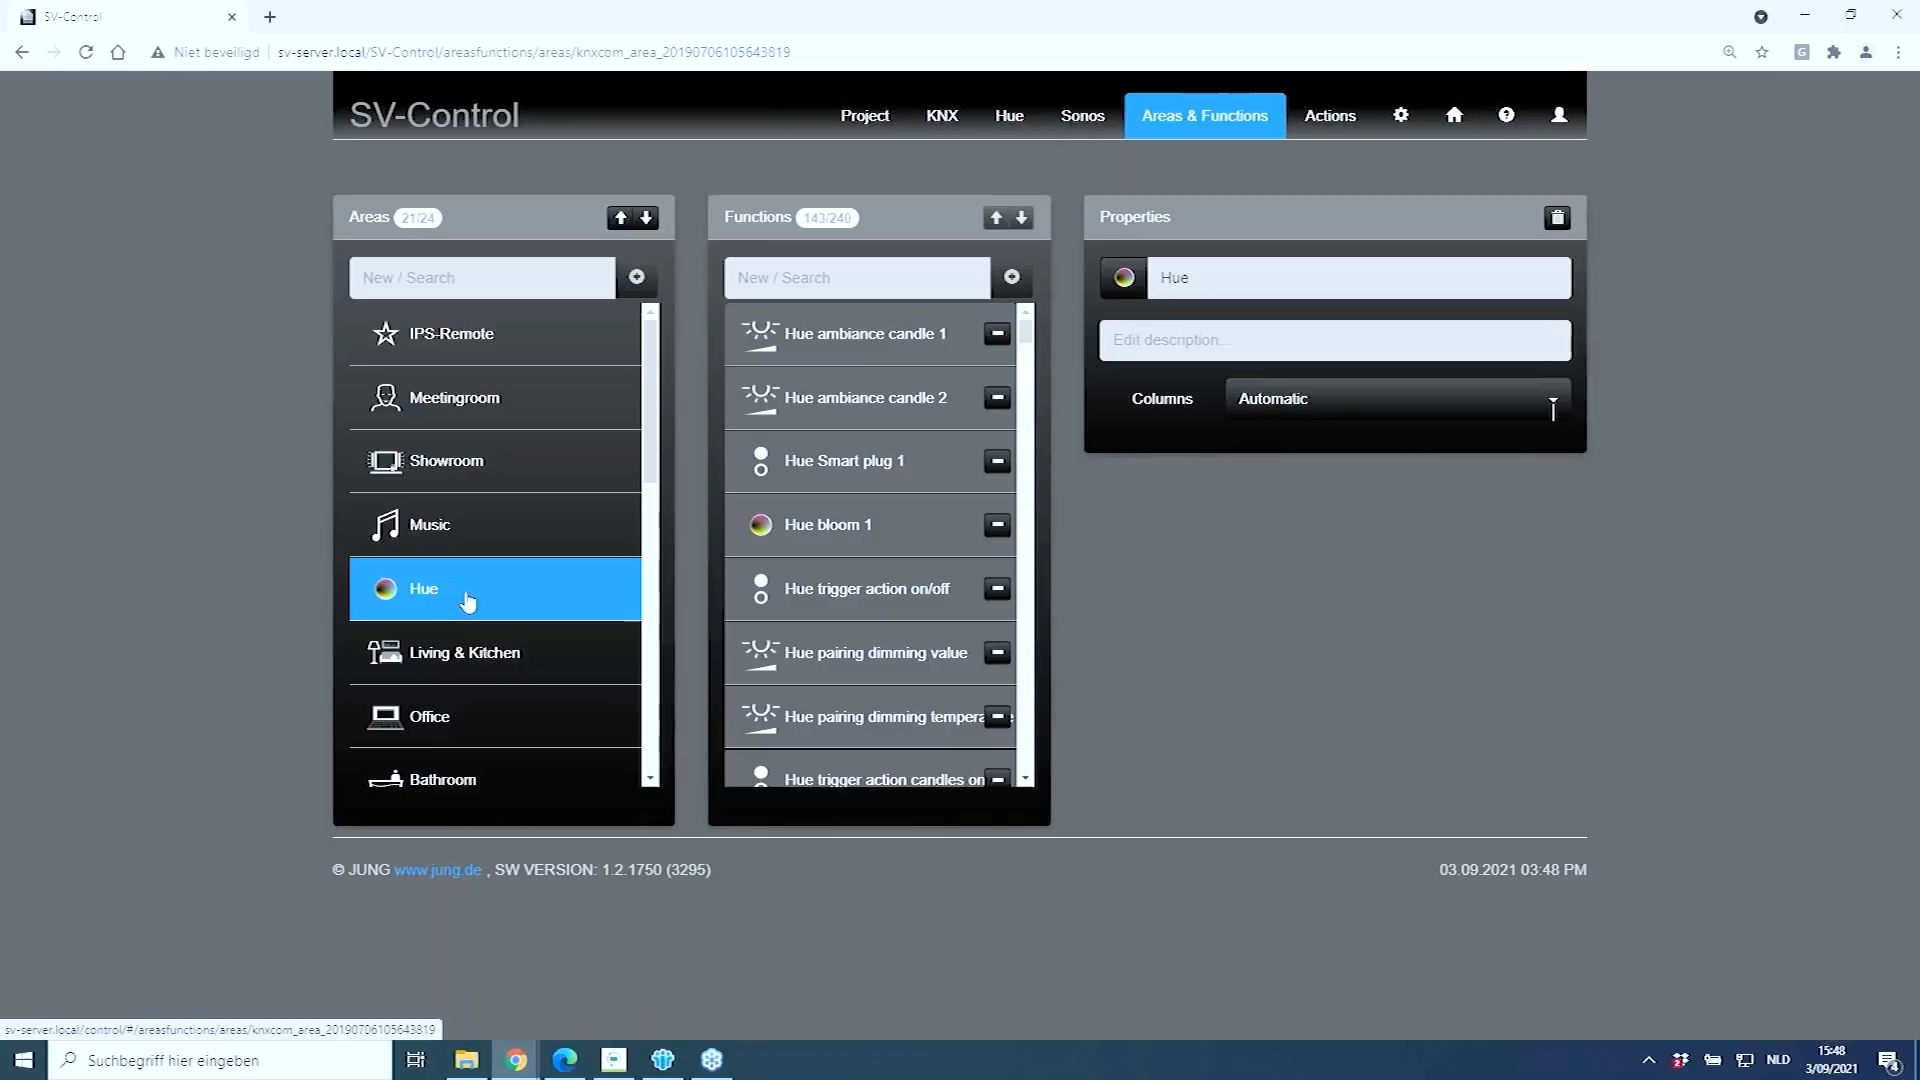 SV-Control
Niet beveiligd
sv-server.local/SV-Control/areasfunctions/areas/knxcom_area_20190706105643819
SV-Control
Project
KNX
Hue
Sonos
Areas & Functions
Actions
Areas 21/24
Functions 143/240
Properties
New / Search
New / Search
Hue
Edit description...
Columns
Automatic
IPS-Remote
Meetingroom
Showroom
Music
Hue
Living & Kitchen
Office
Bathroom
Hue ambiance candle 1
Hue ambiance candle 2
Hue Smart plug 1
Hue bloom 1
Hue trigger action on/off
Hue pairing dimming value
Hue pairing dimming tempera
Hue trigger action candles on
© JUNG www.jung.de , SW VERSION: 1.2.1750 (3295)
03.09.2021 03:48 PM
sv-server.local/control/#/areasfunctions/areas/knxcom_area_20190706105643819
Suchbegriff hier eingeben
NLD
15:48
3/09/2021
4